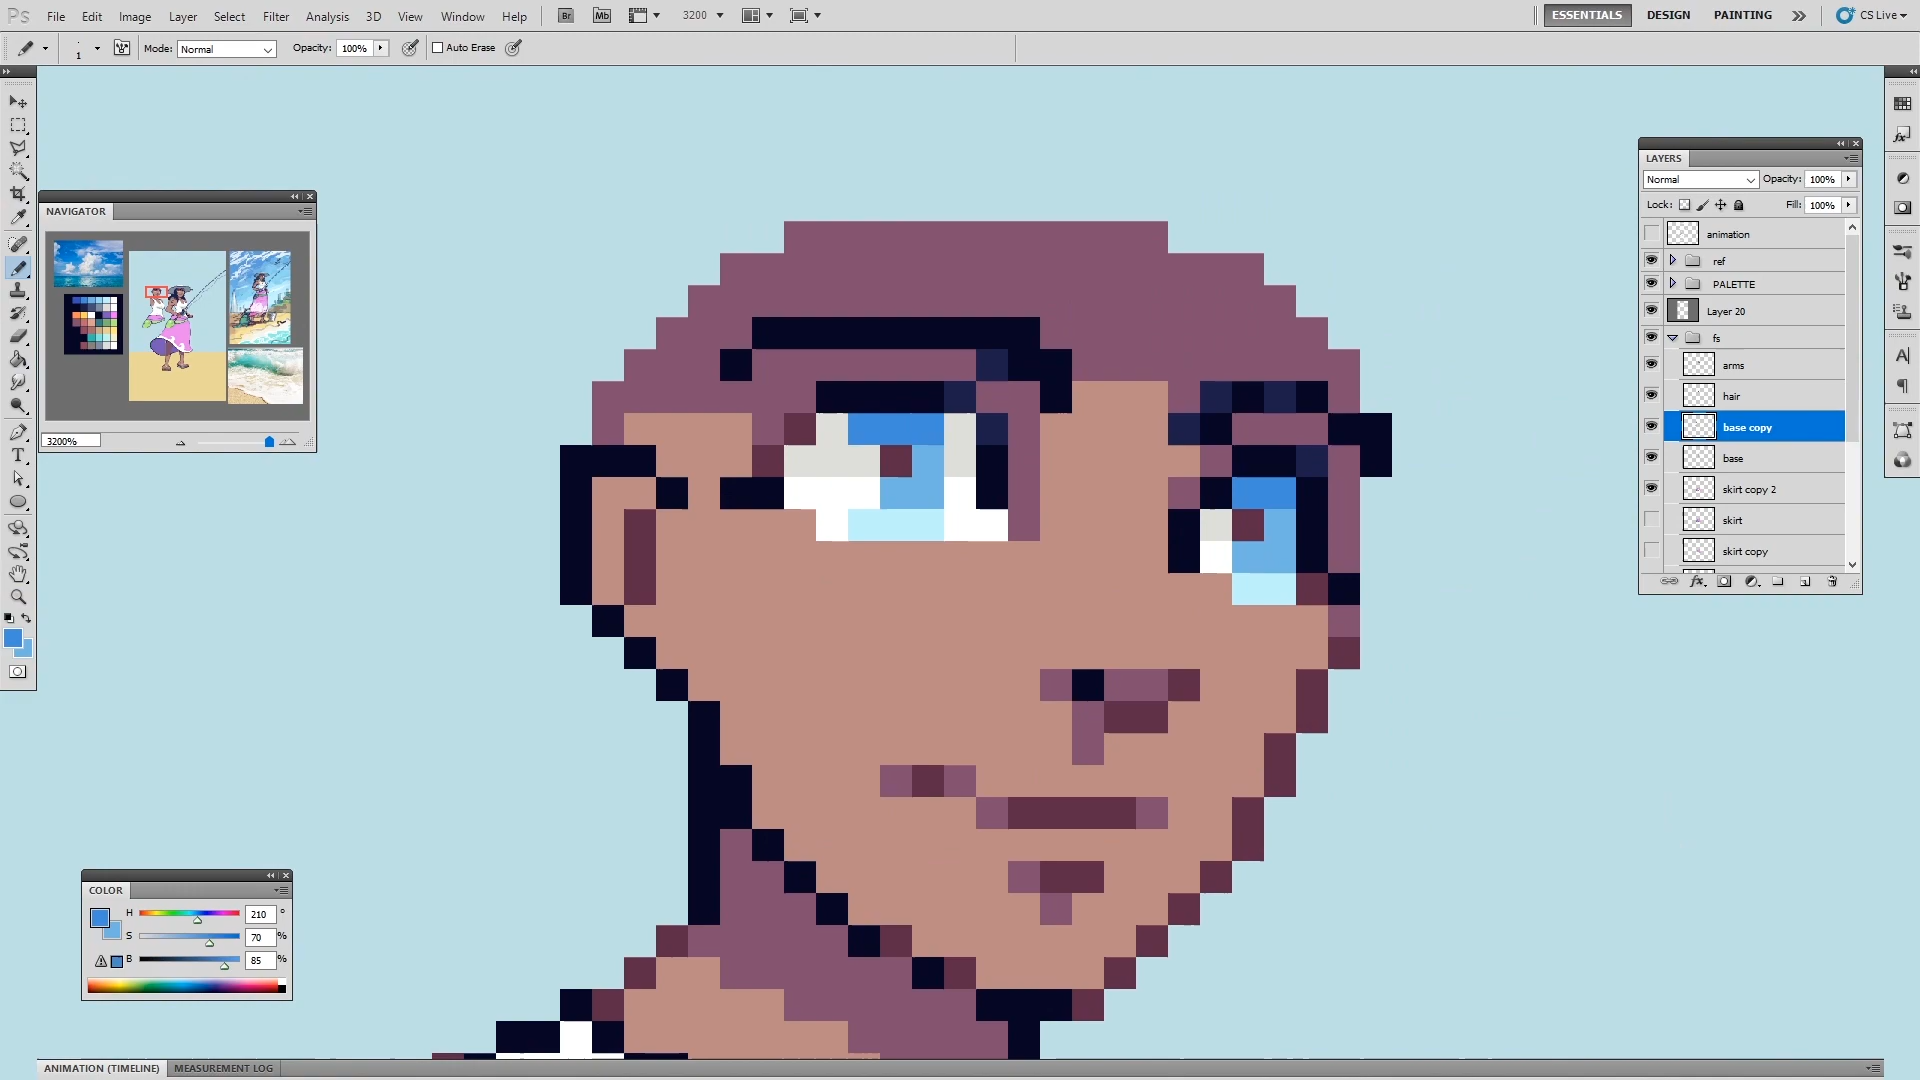 Ps File Edit Image Layer Select Filter Analysis 3D View Window Help Br Mb 3200 ESSENTIALS DESIGN PAINTING CS Live
1 Mode: Normal Opacity: 100% Auto Erase
NAVIGATOR
3200%
LAYERS
Normal Opacity: 100%
Lock: Fill: 100%
animation
ref
PALETTE
Layer 20
fs
arms
hair
base copy
base
skirt copy 2
skirt
skirt copy
COLOR
H 210 °
S 70 %
B 85 %
ANIMATION (TIMELINE) MEASUREMENT LOG